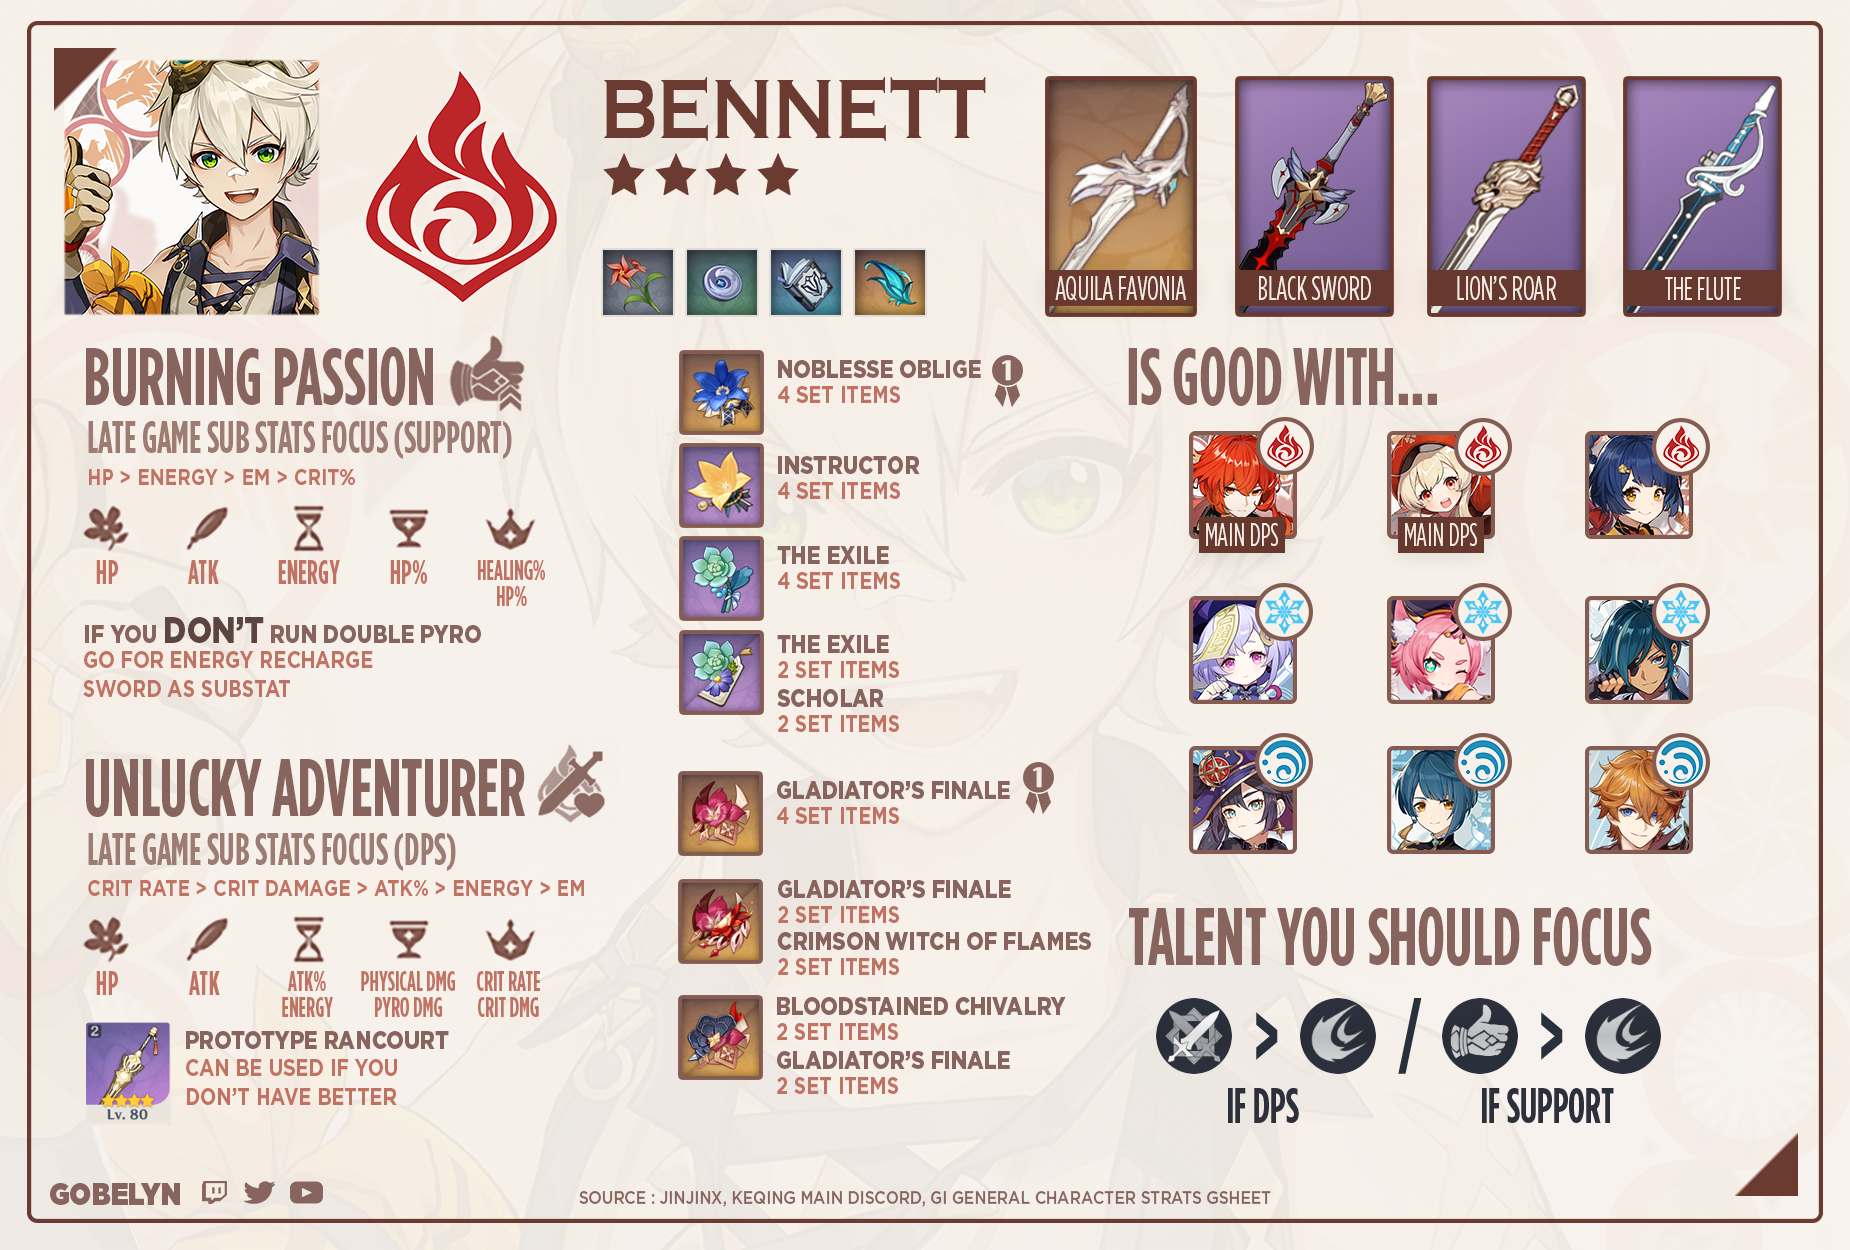 BENNETT
AQUILA FAVONIA
BLACK SWORD
LION'S ROAR
THE FLUTE
BURNING PASSION
LATE GAME SUB STATS FOCUS (SUPPORT)
HP > ENERGY > EM > CRIT%
HP
ATK
ENERGY
HP%
HEALING%
HP%
IF YOU DON'T RUN DOUBLE PYRO
GO FOR ENERGY RECHARGE
SWORD AS SUBSTAT
UNLUCKY ADVENTURER
LATE GAME SUB STATS FOCUS (DPS)
CRIT RATE > CRIT DAMAGE > ATK% > ENERGY > EM
HP
ATK
ATK%
ENERGY
PHYSICAL DMG
PYRO DMG
CRIT RATE
CRIT DMG
2
Lv. 80
PROTOTYPE RANCOURT
CAN BE USED IF YOU
DON'T HAVE BETTER
NOBLESSE OBLIGE
1
4 SET ITEMS
INSTRUCTOR
4 SET ITEMS
THE EXILE
4 SET ITEMS
THE EXILE
2 SET ITEMS
SCHOLAR
2 SET ITEMS
GLADIATOR'S FINALE
1
4 SET ITEMS
GLADIATOR'S FINALE
2 SET ITEMS
CRIMSON WITCH OF FLAMES
2 SET ITEMS
BLOODSTAINED CHIVALRY
2 SET ITEMS
GLADIATOR'S FINALE
2 SET ITEMS
IS GOOD WITH...
MAIN DPS
MAIN DPS
TALENT YOU SHOULD FOCUS
> / >
IF DPS
IF SUPPORT
GOBELYN
SOURCE : JINJINX, KEQING MAIN DISCORD, GI GENERAL CHARACTER STRATS GSHEET